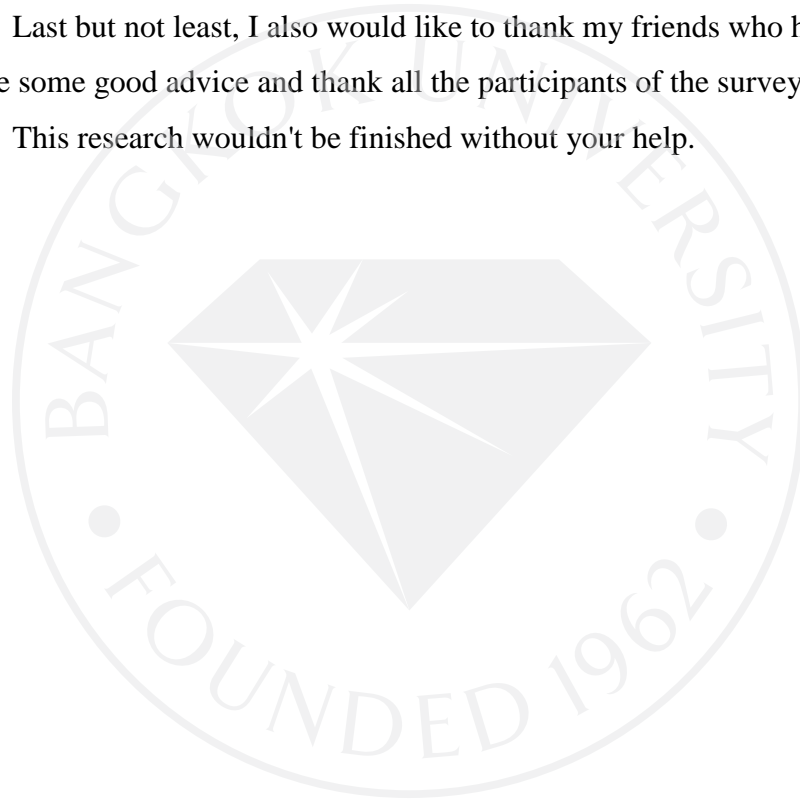 Last but not least, I also would like to thank my friends who
some good advice and thank all the participants of the survey
This research wouldn't be finished without your help.
BANGKOK UNIVERSITY
• FOUNDED 1962 •